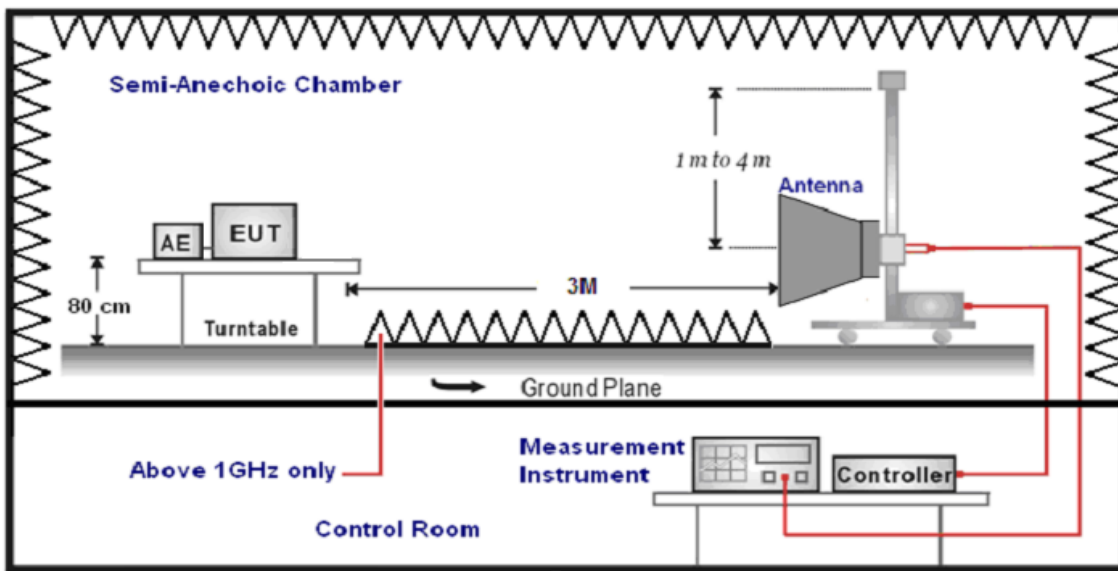 Semi-Anechoic Chamber
1 m to 4 m
Antenna
AE
EUT
3M
80 cm
Turntable
Ground Plane
Measurement
Instrument
Above 1GHz only
Controller
Control Room